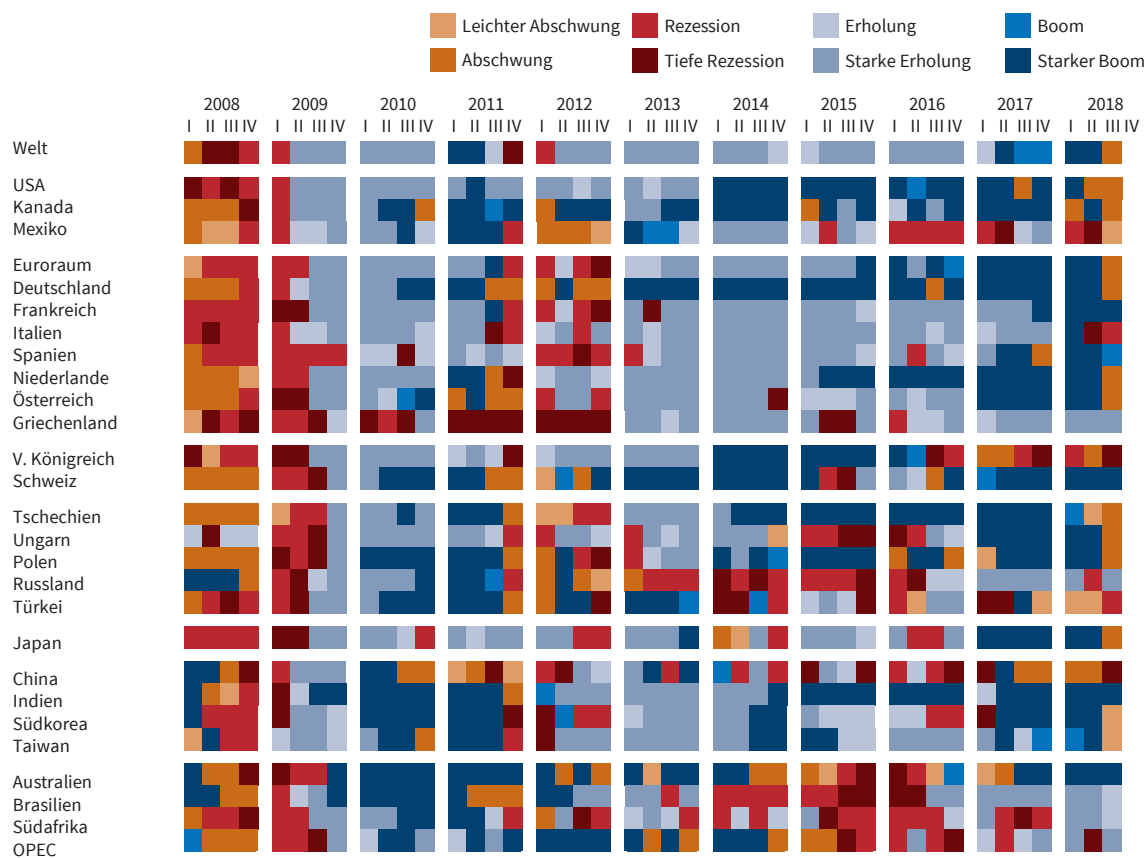 Leichter Abschwung Rezession Erholung Boom
Abschwung Tiefe Rezession Starke Erholung Starker Boom
2008 2009 2010 2011 2012 2013 2014 2015 2016 2017 2018
I II III IV I II III IV I II III IV I II III IV I II III IV I II III IV I II III IV I II III IV I II III IV I II III IV I II III IV
Welt
USA
Kanada
Mexiko
Euroraum
Deutschland
Frankreich
Italien
Spanien
Niederlande
Österreich
Griechenland
V. Königreich
Schweiz
Tschechien
Ungarn
Polen
Russland
Türkei
Japan
China
Indien
Südkorea
Taiwan
Australien
Brasilien
Südafrika
OPEC